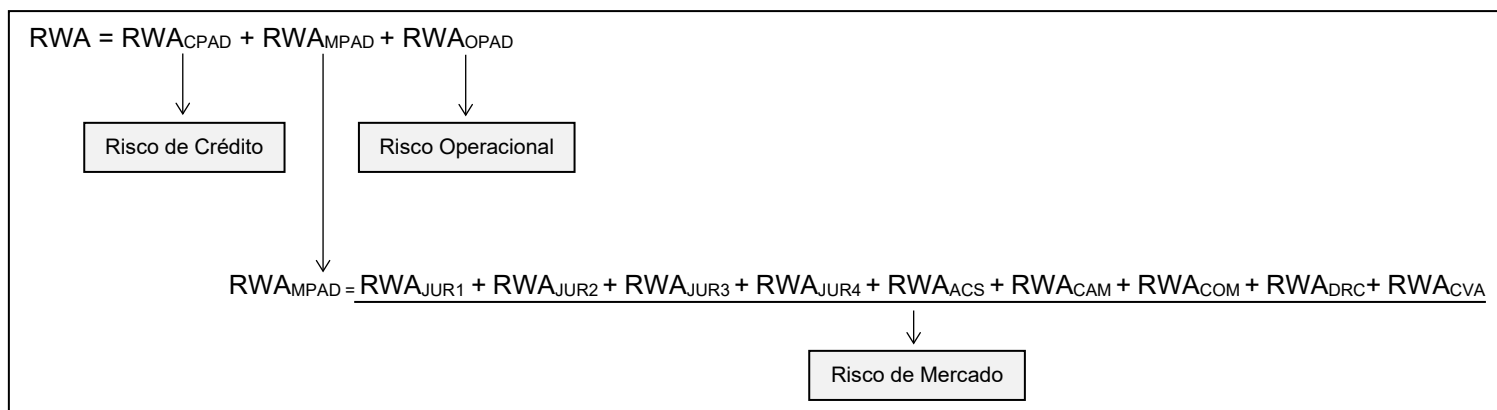 RWA = RWACPAD + RWAMPAD + RWAOPAD
Risco de Crédito
Risco Operacional
RWAMPAD = RWAJUR1 + RWAJUR2 + RWAJUR3 + RWAJUR4 + RWAACS + RWACAM + RWACOM + RWADRC+ RWACVA
Risco de Mercado